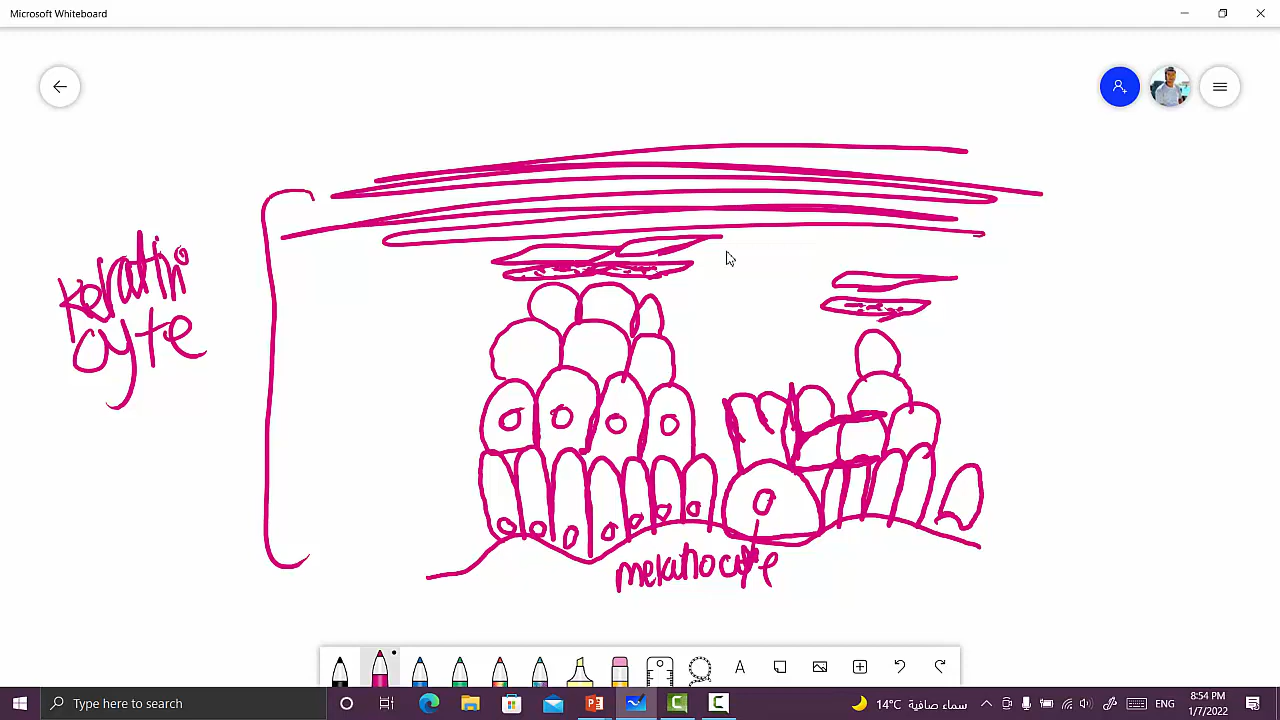 Microsoft Whiteboard
keratin
cyte
melanocyte
A
Type here to search
14°C سماء صافية
ENG
8:54 PM
1/7/2022